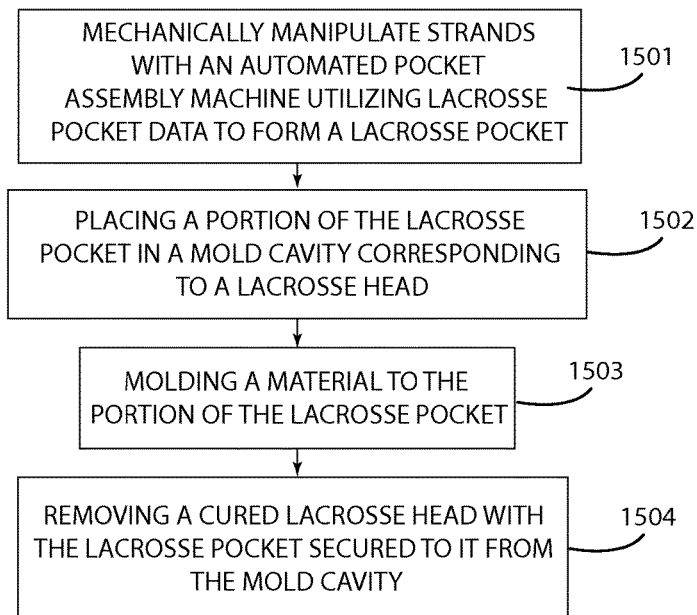 MECHANICALLY MANIPULATE STRANDS
WITH AN AUTOMATED POCKET
ASSEMBLY MACHINE UTILIZING LACROSSE
POCKET DATA TO FORM A LACROSSE POCKET
1501
PLACING A PORTION OF THE LACROSSE
POCKET IN A MOLD CAVITY CORRESPONDING
TO A LACROSSE HEAD
1502
MOLDING A MATERIAL TO THE
PORTION OF THE LACROSSE POCKET
1503
REMOVING A CURED LACROSSE HEAD WITH
THE LACROSSE POCKET SECURED TO IT FROM
THE MOLD CAVITY
1504